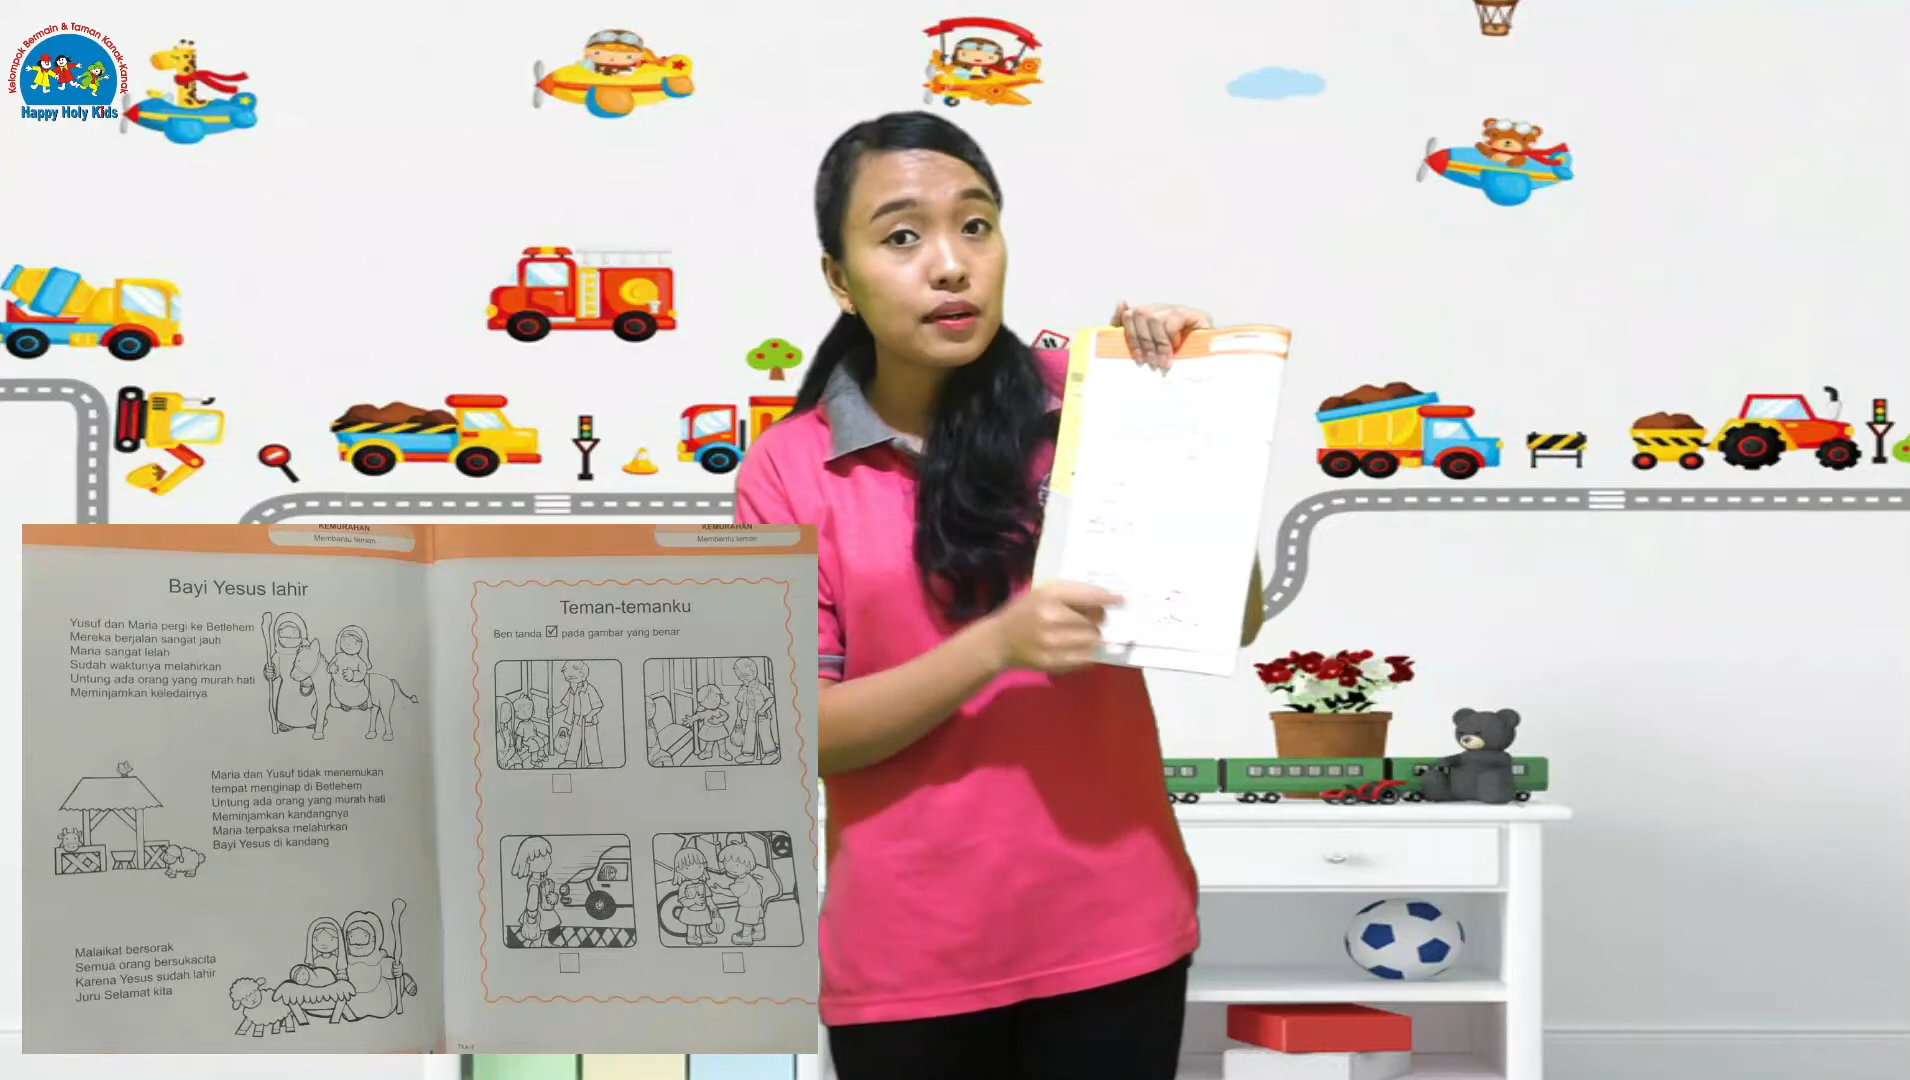 Kelompok Bermain & Taman Kanak-Kanak
Happy Holy Kids
KEMURAHAN
Membantu teman
Bayi Yesus lahir
Yusuf dan Maria pergi ke Betlehem
Mereka berjalan sangat jauh
Maria sangat lelah
Sudah waktunya melahirkan
Untung ada orang yang murah hati
Meminjamkan keledainya
Maria dan Yusuf tidak menemukan
tempat menginap di Betlehem
Untung ada orang yang murah hati
Meminjamkan kandangnya
Maria terpaksa melahirkan
Bayi Yesus di kandang
Malaikat bersorak
Semua orang bersukacita
Karena Yesus sudah lahir
Juru Selamat kita
KEMURAHAN
Membantu teman
Teman-temanku
Beri tanda ☑ pada gambar yang benar